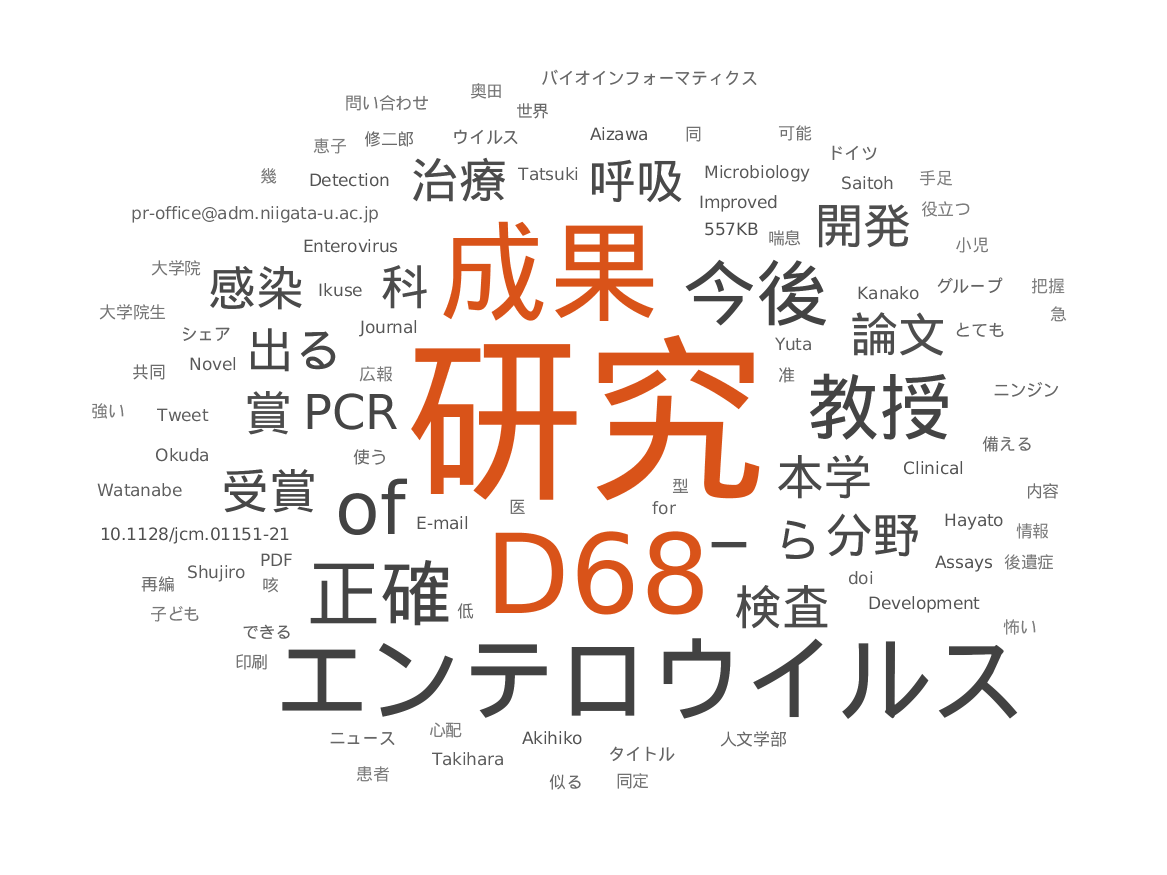 バイオインフォマティクス
奥田
問い合わせ
世界
Aizawa
同
可能
恵子
修二郎
ウイルス
ドイツ
幾
Detection
治療
Tatsuki
呼吸
Microbiology
Saitoh
手足
pr-office@adm.niigata-u.ac.jp
Improved
役立つ
557KB
開発
喘息
Enterovirus
成果
小児
大学院
感染
Ikuse
科
今後
Kanako
グループ
把握
大学院生
急
シェア
Journal
論文
とても
出る
Yuta
共同
Novel
広報
研究
准
ニンジン
強い
Tweet
賞
PCR
教授
備える
Okuda
使う
本学
Clinical
Watanabe
受賞
of
型
内容
E-mail
医
for
Hayato
10.1128/jcm.01151-21
D68
ー
ら
分野
情報
PDF
Assays
後遺症
Shujiro
再編
咳
正確
doi
子ども
低
検査
Development
できる
怖い
印刷
エンテロウイルス
心配
ニュース
Akihiko
人文学部
Takihara
タイトル
患者
似る
同定